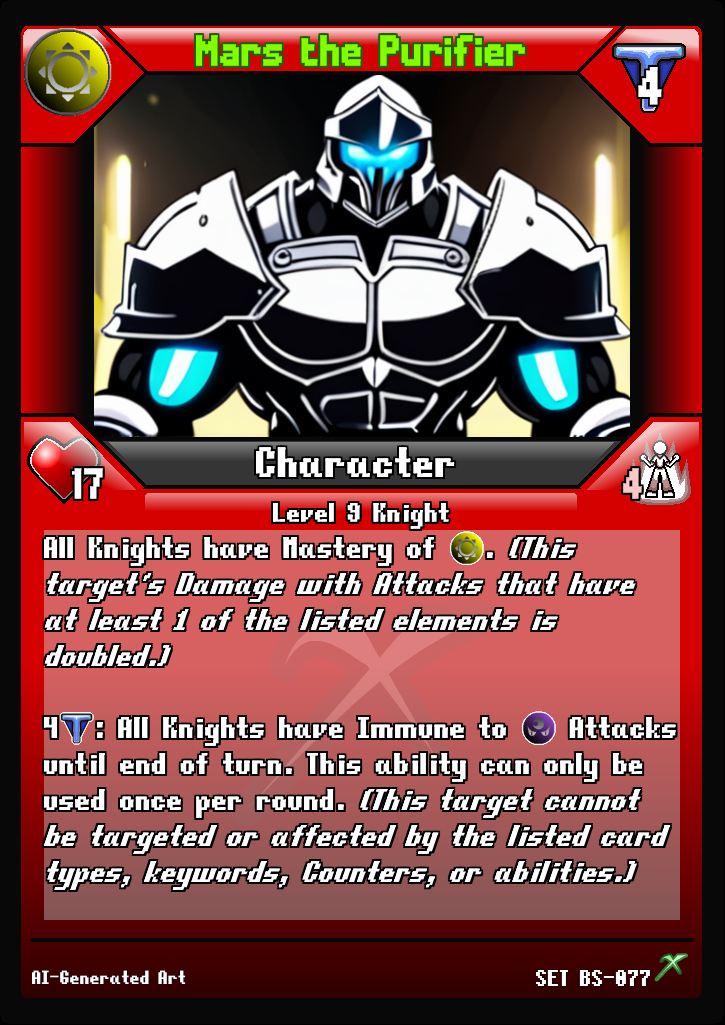 Mars the Purifier
4
17
Character
4
Level 9 Knight
All Knights have Mastery of . (This
target's Damage with Attacks that have
at least 1 of the listed elements is
doubled.)
4T: All Knights have Immune to Attacks
until end of turn. This ability can only be
used once per round. (This target cannot
be targeted or affected by the listed card
types, keywords, Counters, or abilities.)
AI-Generated Art
SET BS-077